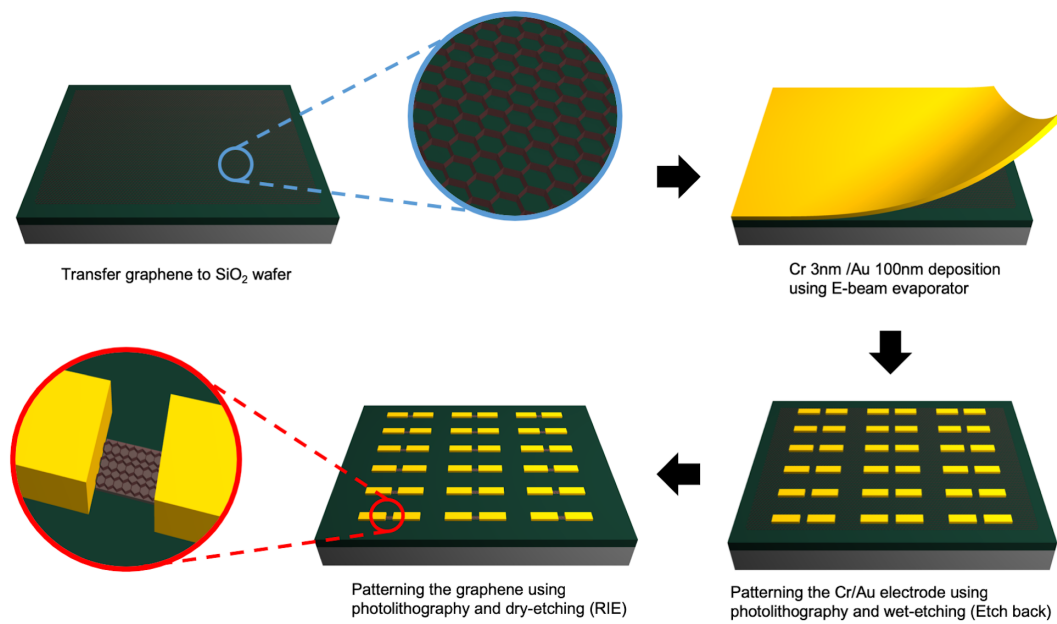 Transfer graphene to SiO₂ wafer
Cr 3nm /Au 100nm deposition
using E-beam evaporator
Patterning the Cr/Au electrode using
photolithography and wet-etching (Etch back)
Patterning the graphene using
photolithography and dry-etching (RIE)